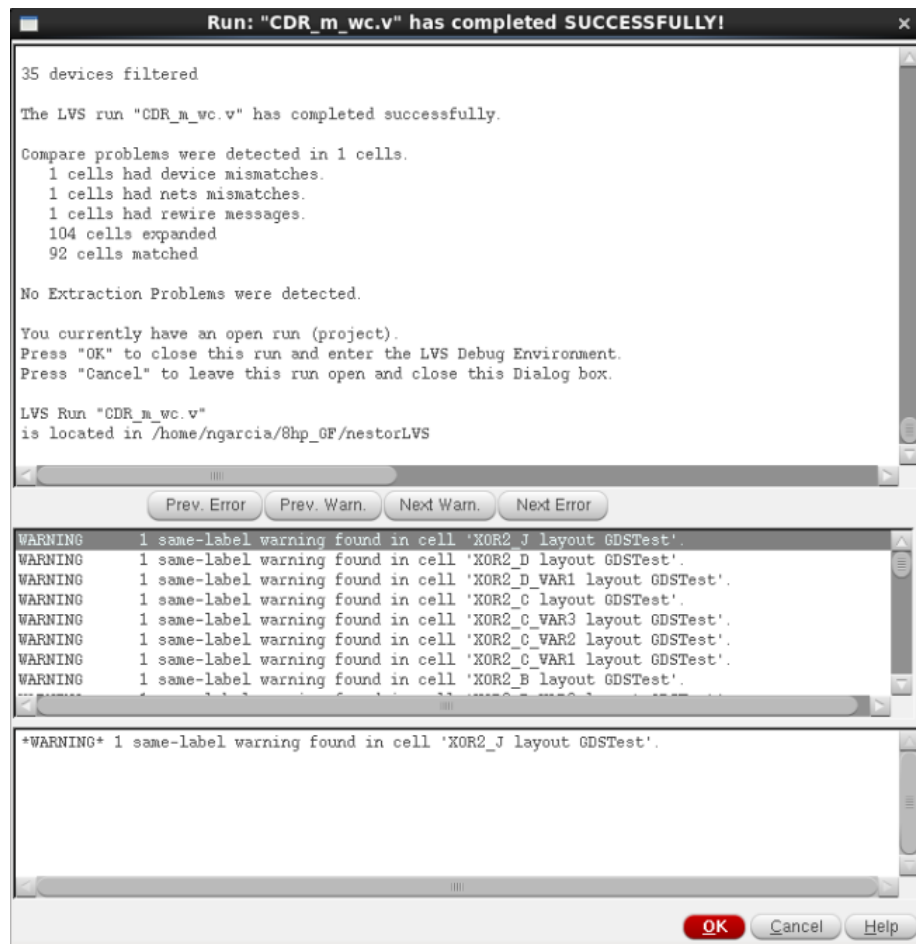 Run: "CDR_m_wc.v" has completed SUCCESSFULLY!
35 devices filtered
The LVS run "CDR_m_wc.v" has completed successfully.
Compare problems were detected in 1 cells.
1 cells had device mismatches.
1 cells had nets mismatches.
1 cells had rewire messages.
104 cells expanded
92 cells matched
No Extraction Problems were detected.
You currently have an open run (project).
Press "OK" to close this run and enter the LVS Debug Environment.
Press "Cancel" to leave this run open and close this Dialog box.
LVS Run "CDR_m_wc.v"
is located in /home/ngarcia/8hp_GF/nestorLVS
Prev. Error Prev. Warn. Next Warn. Next Error
WARNING 1 same-label warning found in cell 'XOR2_J layout GDSTest'.
WARNING 1 same-label warning found in cell 'XOR2_D layout GDSTest'.
WARNING 1 same-label warning found in cell 'XOR2_D_VAR1 layout GDSTest'.
WARNING 1 same-label warning found in cell 'XOR2_C layout GDSTest'.
WARNING 1 same-label warning found in cell 'XOR2_C_VAR3 layout GDSTest'.
WARNING 1 same-label warning found in cell 'XOR2_C_VAR2 layout GDSTest'.
WARNING 1 same-label warning found in cell 'XOR2_C_VAR1 layout GDSTest'.
WARNING 1 same-label warning found in cell 'XOR2_B layout GDSTest'.
*WARNING* 1 same-label warning found in cell 'XOR2_J layout GDSTest'.
OK Cancel Help